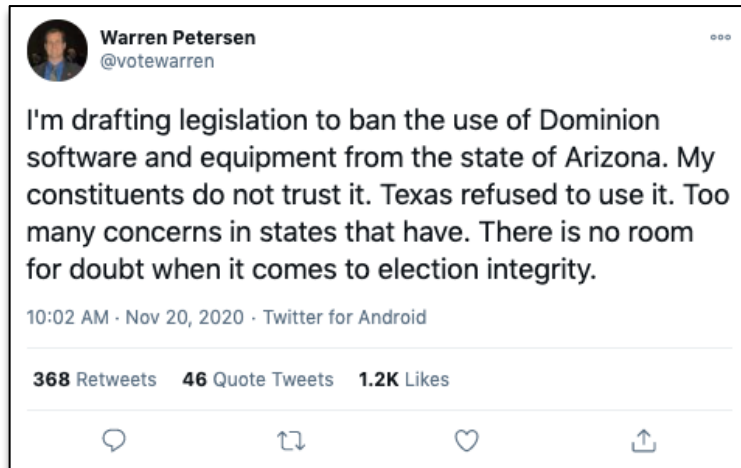 Warren Petersen
@votewarren
I'm drafting legislation to ban the use of Dominion
software and equipment from the state of Arizona. My
constituents do not trust it. Texas refused to use it. Too
many concerns in states that have. There is no room
for doubt when it comes to election integrity.
10:02 AM · Nov 20, 2020 · Twitter for Android
368 Retweets 46 Quote Tweets 1.2K Likes